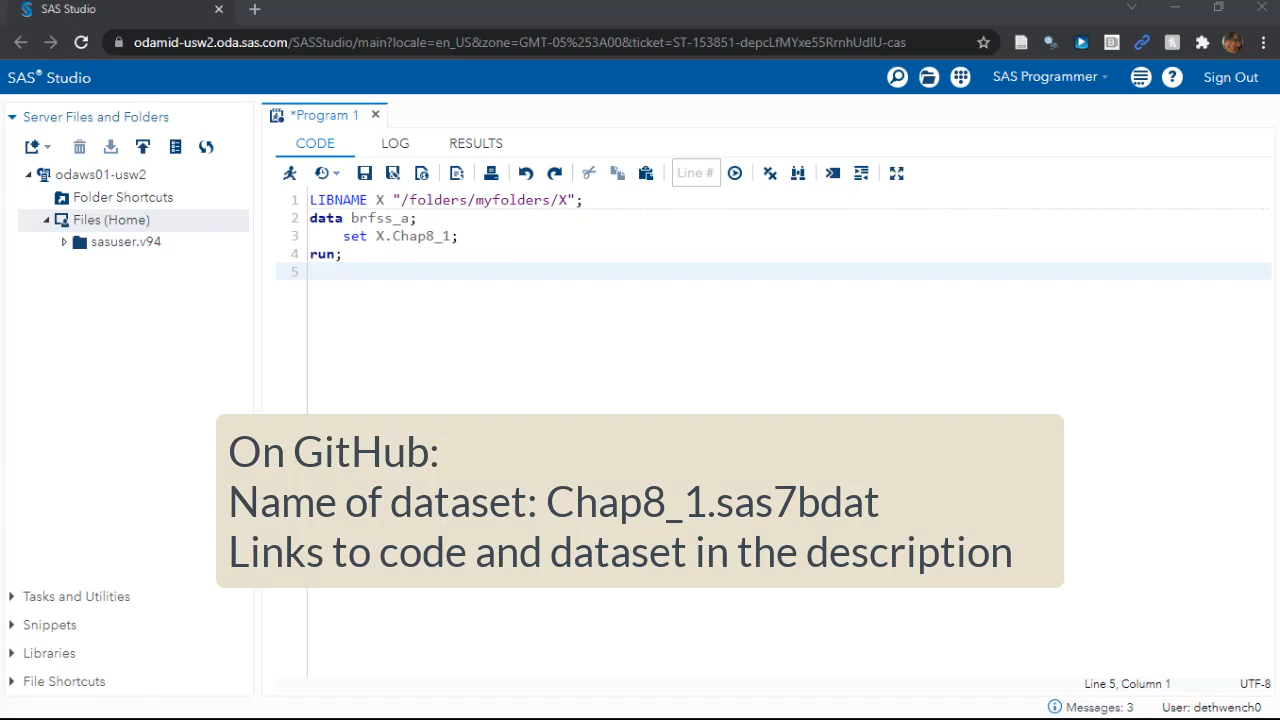 SAS Studio
odamid-usw2.oda.sas.com/SASStudio/main?locale=en_US&zone=GMT-05%253A00&ticket=ST-153851-depcLfMYxe55RrnhUdIU-cas
SAS® Studio
SAS Programmer
Sign Out
Server Files and Folders
odaws01-usw2
Folder Shortcuts
Files (Home)
sasuser.v94
Tasks and Utilities
Snippets
Libraries
File Shortcuts
*Program 1
CODE LOG RESULTS
Line #
1 LIBNAME X "/folders/myfolders/X";
2 data brfss_a;
3 set X.Chap8_1;
4 run;
5
On GitHub:
Name of dataset: Chap8_1.sas7bdat
Links to code and dataset in the description
Line 5, Column 1
UTF-8
Messages: 3
User: dethwench0